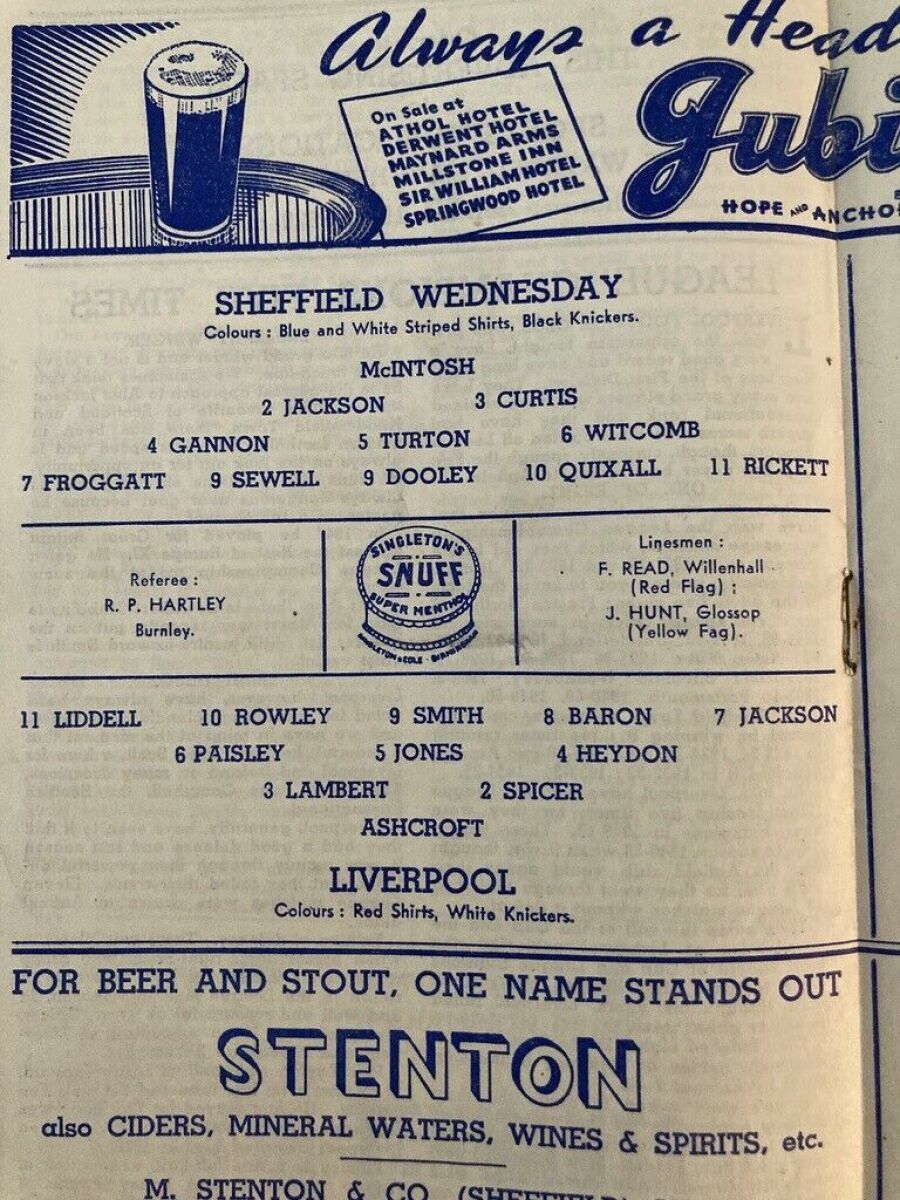 Always a Head
On Sale at
ATHOL HOTEL
DERWENT HOTEL
MAYNARD ARMS
MILLSTONE INN
SIR WILLIAM HOTEL
SPRINGWOOD HOTEL
HOPE AND
SHEFFIELD WEDNESDAY
Colours : Blue and White Striped Shirts, Black Knickers.
McINTOSH
2 JACKSON 3 CURTIS
4 GANNON 5 TURTON 6 WITCOMB
7 FROGGATT 9 SEWELL 9 DOOLEY 10 QUIXALL 11 RICKETT
Referee :
R. P. HARTLEY
Burnley.
SINGLETON'S
SNUFF
SUPER MENTHOL
SINGLETON & COLE · BIRMINGHAM
Linesmen :
F. READ, Willenhall
(Red Flag) ;
J. HUNT, Glossop
(Yellow Fag).
11 LIDDELL 10 ROWLEY 9 SMITH 8 BARON 7 JACKSON
6 PAISLEY 5 JONES 4 HEYDON
3 LAMBERT 2 SPICER
ASHCROFT
LIVERPOOL
Colours : Red Shirts, White Knickers.
FOR BEER AND STOUT, ONE NAME STANDS OUT
STENTON
also CIDERS, MINERAL WATERS, WINES & SPIRITS, etc.
M. STENTON & CO. (SHEFFIELD)